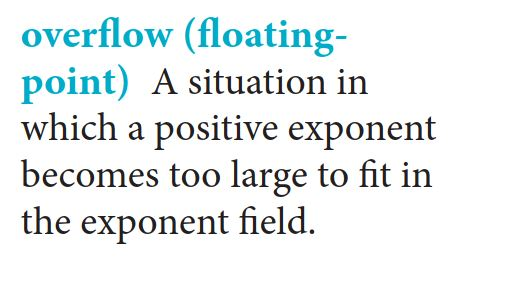 overflow (floating-
point) A situation in
which a positive exponent
becomes too large to fit in
the exponent field.